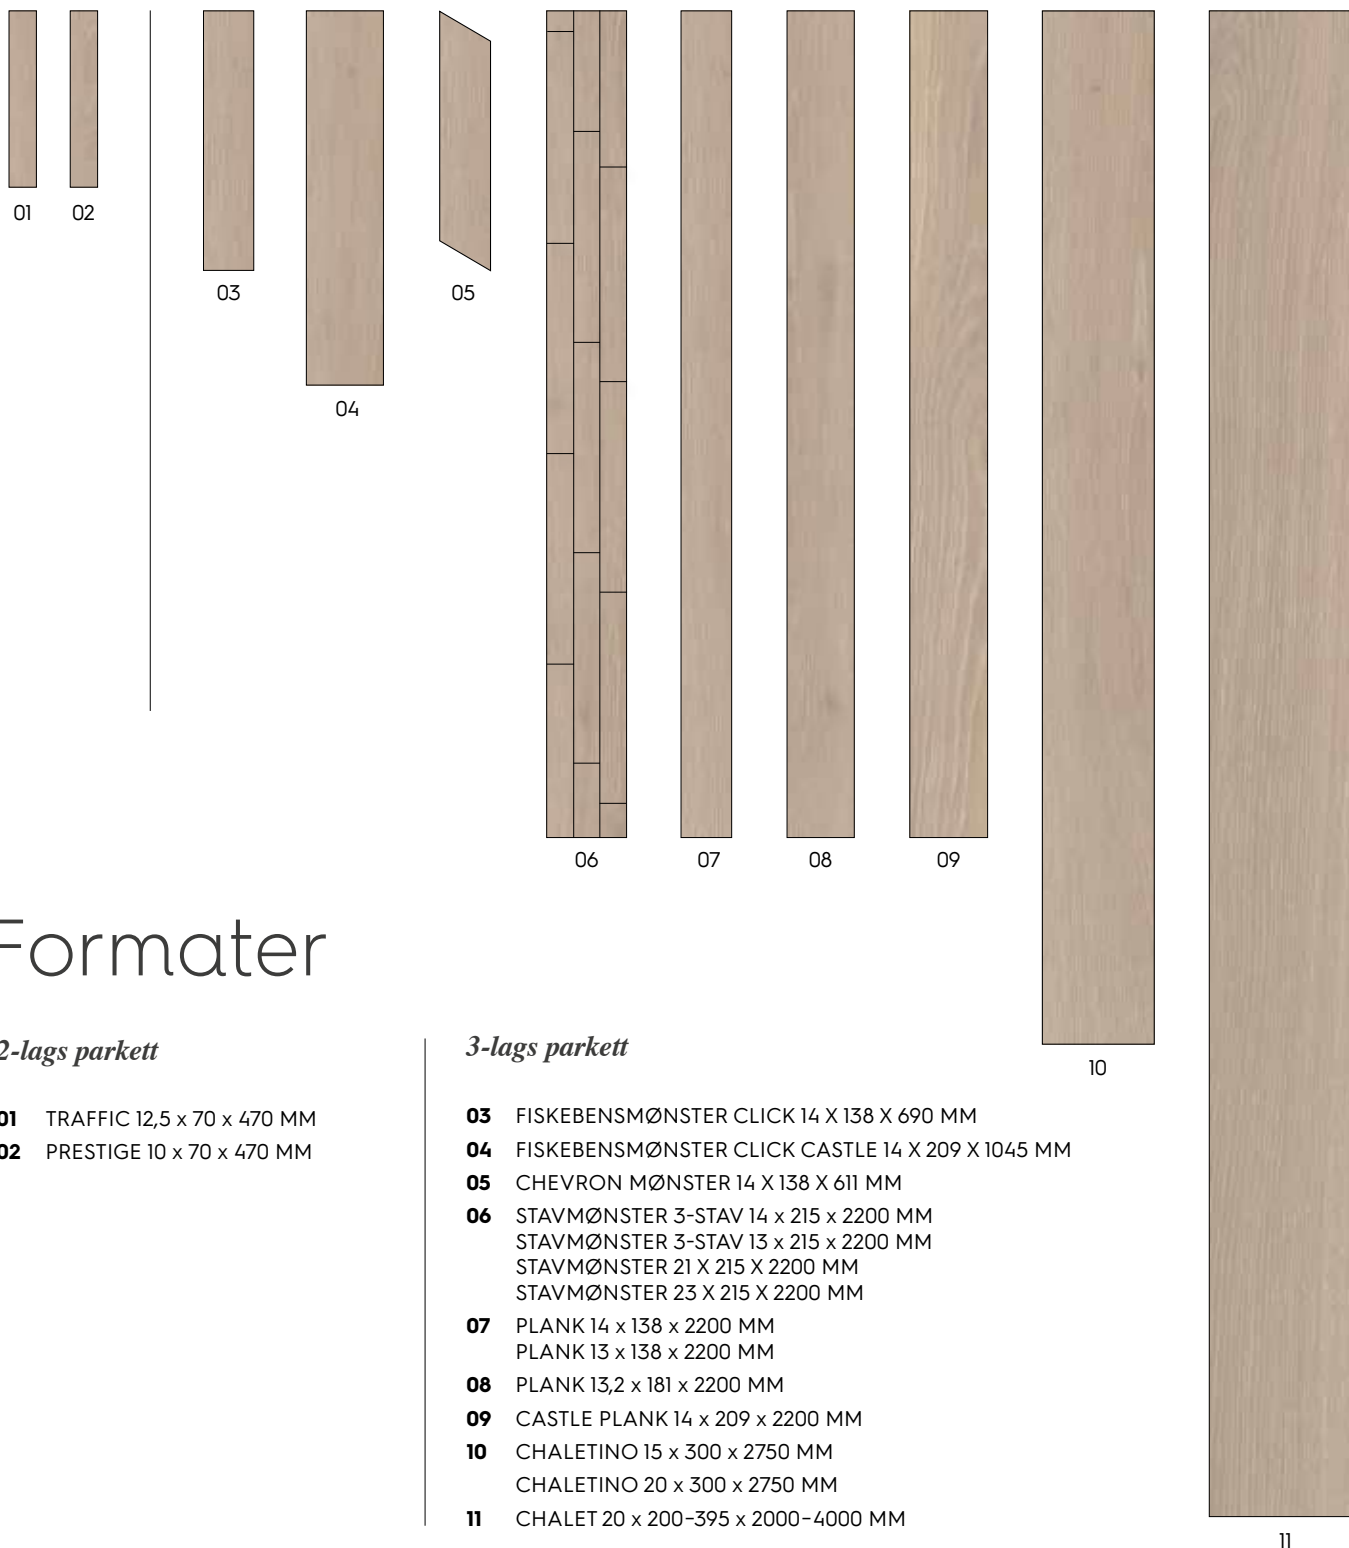 01
02
03
04
05
06
07
08
09
10
11
Formater
2-lags parkett
01 TRAFFIC 12,5 x 70 x 470 MM
02 PRESTIGE 10 x 70 x 470 MM
3-lags parkett
03 FISKEBENSMØNSTER CLICK 14 X 138 X 690 MM
04 FISKEBENSMØNSTER CLICK CASTLE 14 X 209 X 1045 MM
05 CHEVRON MØNSTER 14 X 138 X 611 MM
06 STAVMØNSTER 3-STAV 14 x 215 x 2200 MM
STAVMØNSTER 3-STAV 13 x 215 x 2200 MM
STAVMØNSTER 21 X 215 X 2200 MM
STAVMØNSTER 23 X 215 X 2200 MM
07 PLANK 14 x 138 x 2200 MM
PLANK 13 x 138 x 2200 MM
08 PLANK 13,2 x 181 x 2200 MM
09 CASTLE PLANK 14 x 209 x 2200 MM
10 CHALETINO 15 x 300 x 2750 MM
CHALETINO 20 x 300 x 2750 MM
11 CHALET 20 x 200-395 x 2000-4000 MM